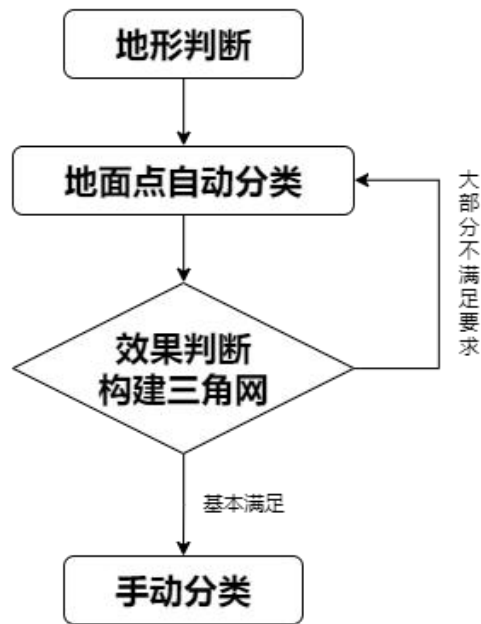 地形判断
地面点自动分类
大部分不满足要求
效果判断
构建三角网
基本满足
手动分类